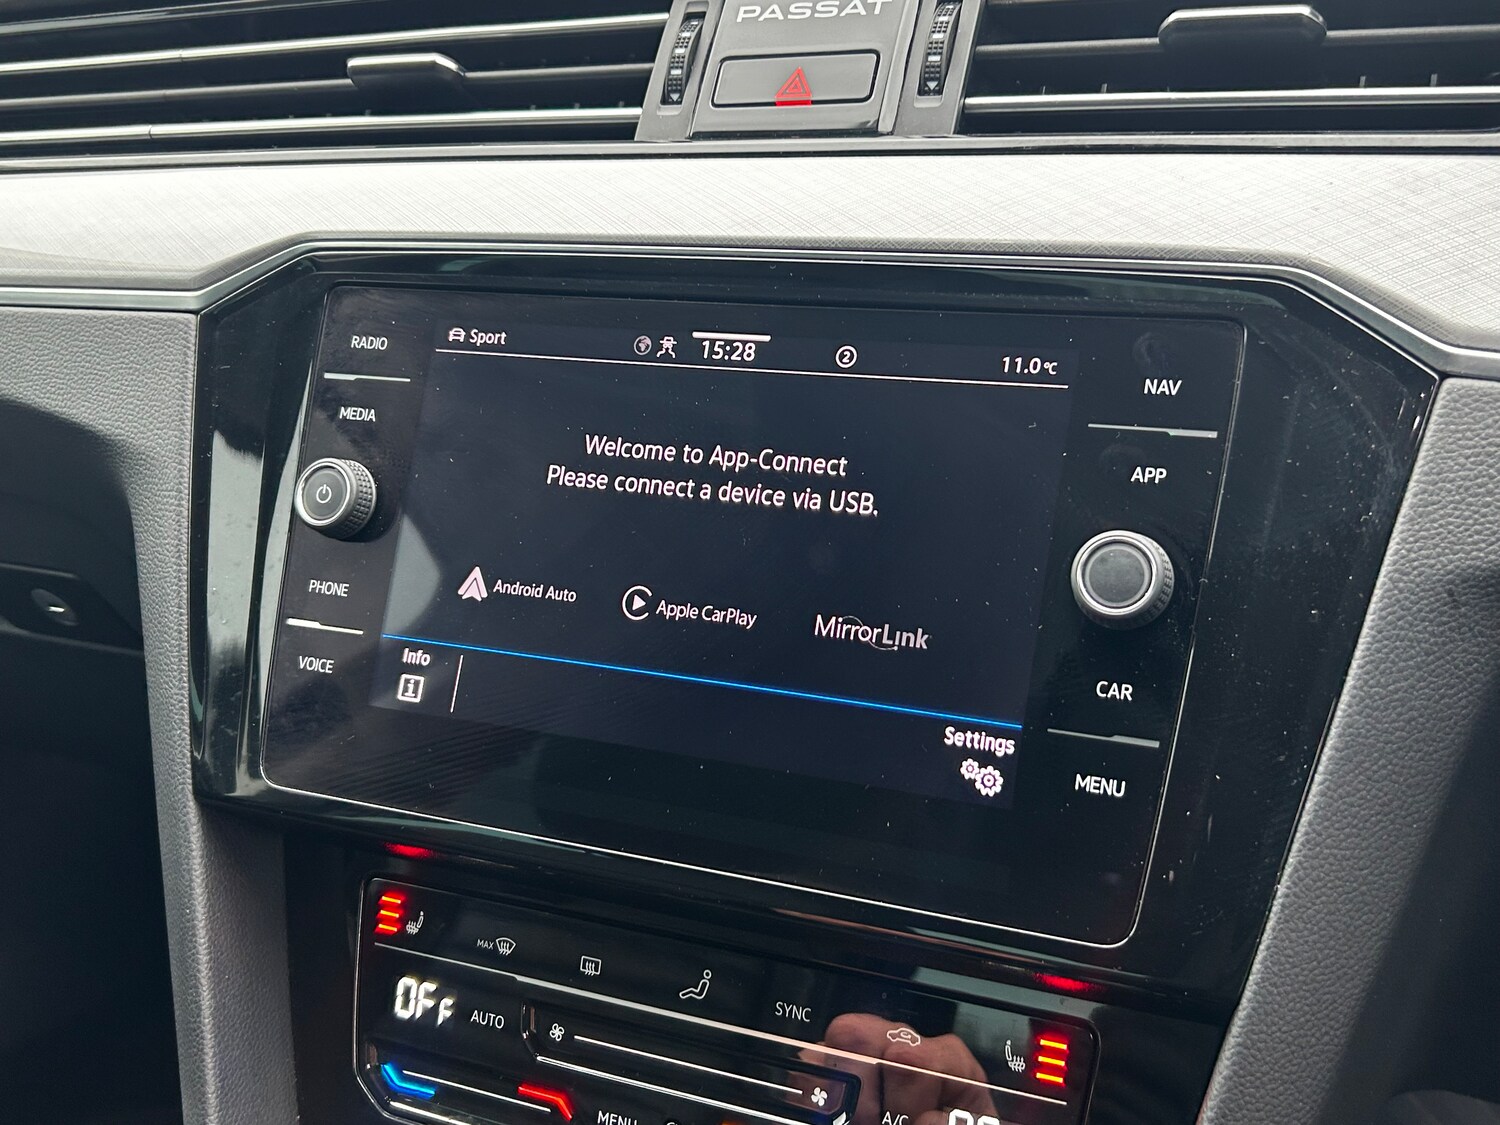 PASSAT
RADIO
MEDIA
PHONE
VOICE
Sport
15:28
2
11.0°C
Welcome to App-Connect
Please connect a device via USB.
Android Auto
Apple CarPlay
MirrorLink
Info
i
Settings
NAV
APP
CAR
MENU
MAX
SYNC
OFF
AUTO
MENU
A/C